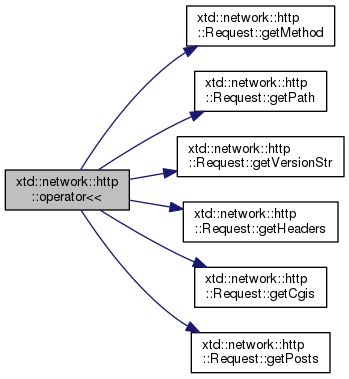 xtd::network::http
::Request::getMethod
xtd::network::http
::Request::getPath
xtd::network::http
::Request::getVersionStr
xtd::network::http
::operator<<
xtd::network::http
::Request::getHeaders
xtd::network::http
::Request::getCgis
xtd::network::http
::Request::getPosts